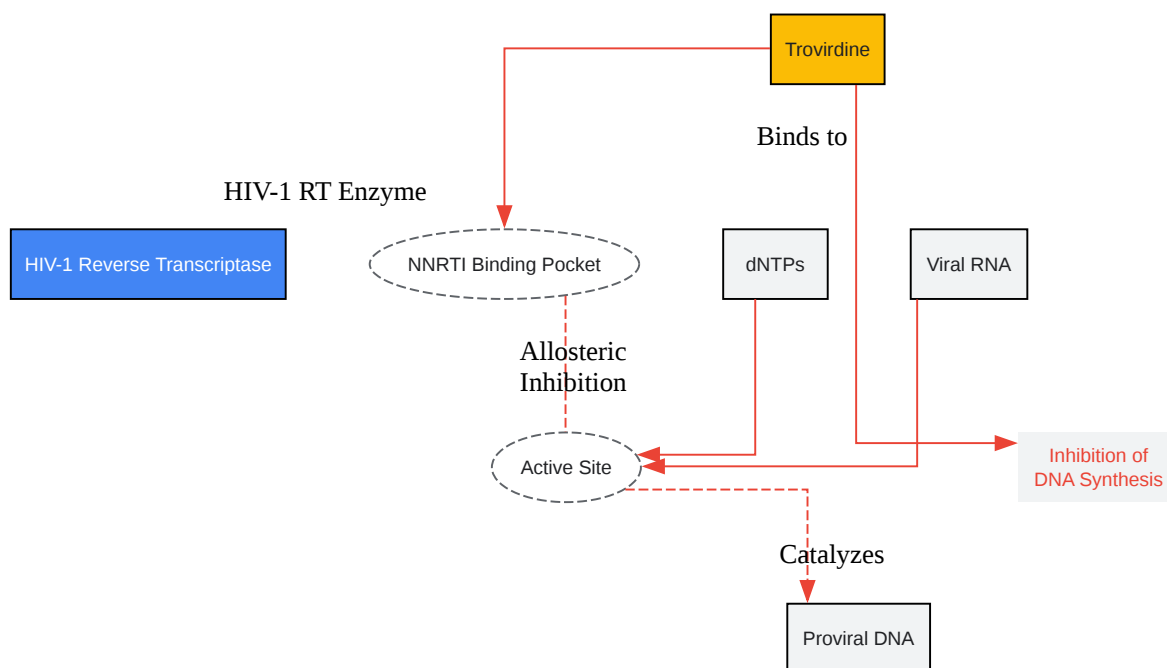 Trovirdine
Binds to
HIV-1 RT Enzyme
HIV-1 Reverse Transcriptase
NNRTI Binding Pocket
dNTPs
Viral RNA
Allosteric
Inhibition
Active Site
Inhibition of
DNA Synthesis
Catalyzes
Proviral DNA